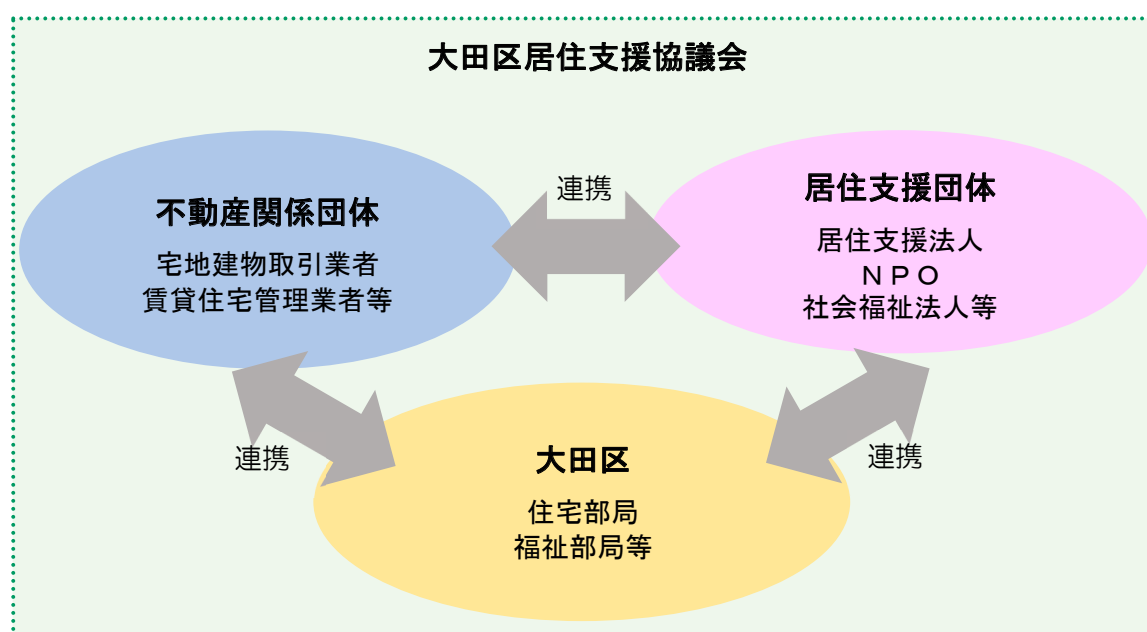 大田区居住支援協議会
不動産関係団体
宅地建物取引業者
賃貸住宅管理業者等
連携
居住支援団体
居住支援法人
ＮＰＯ
社会福祉法人等
連携
大田区
住宅部局
福祉部局等
連携